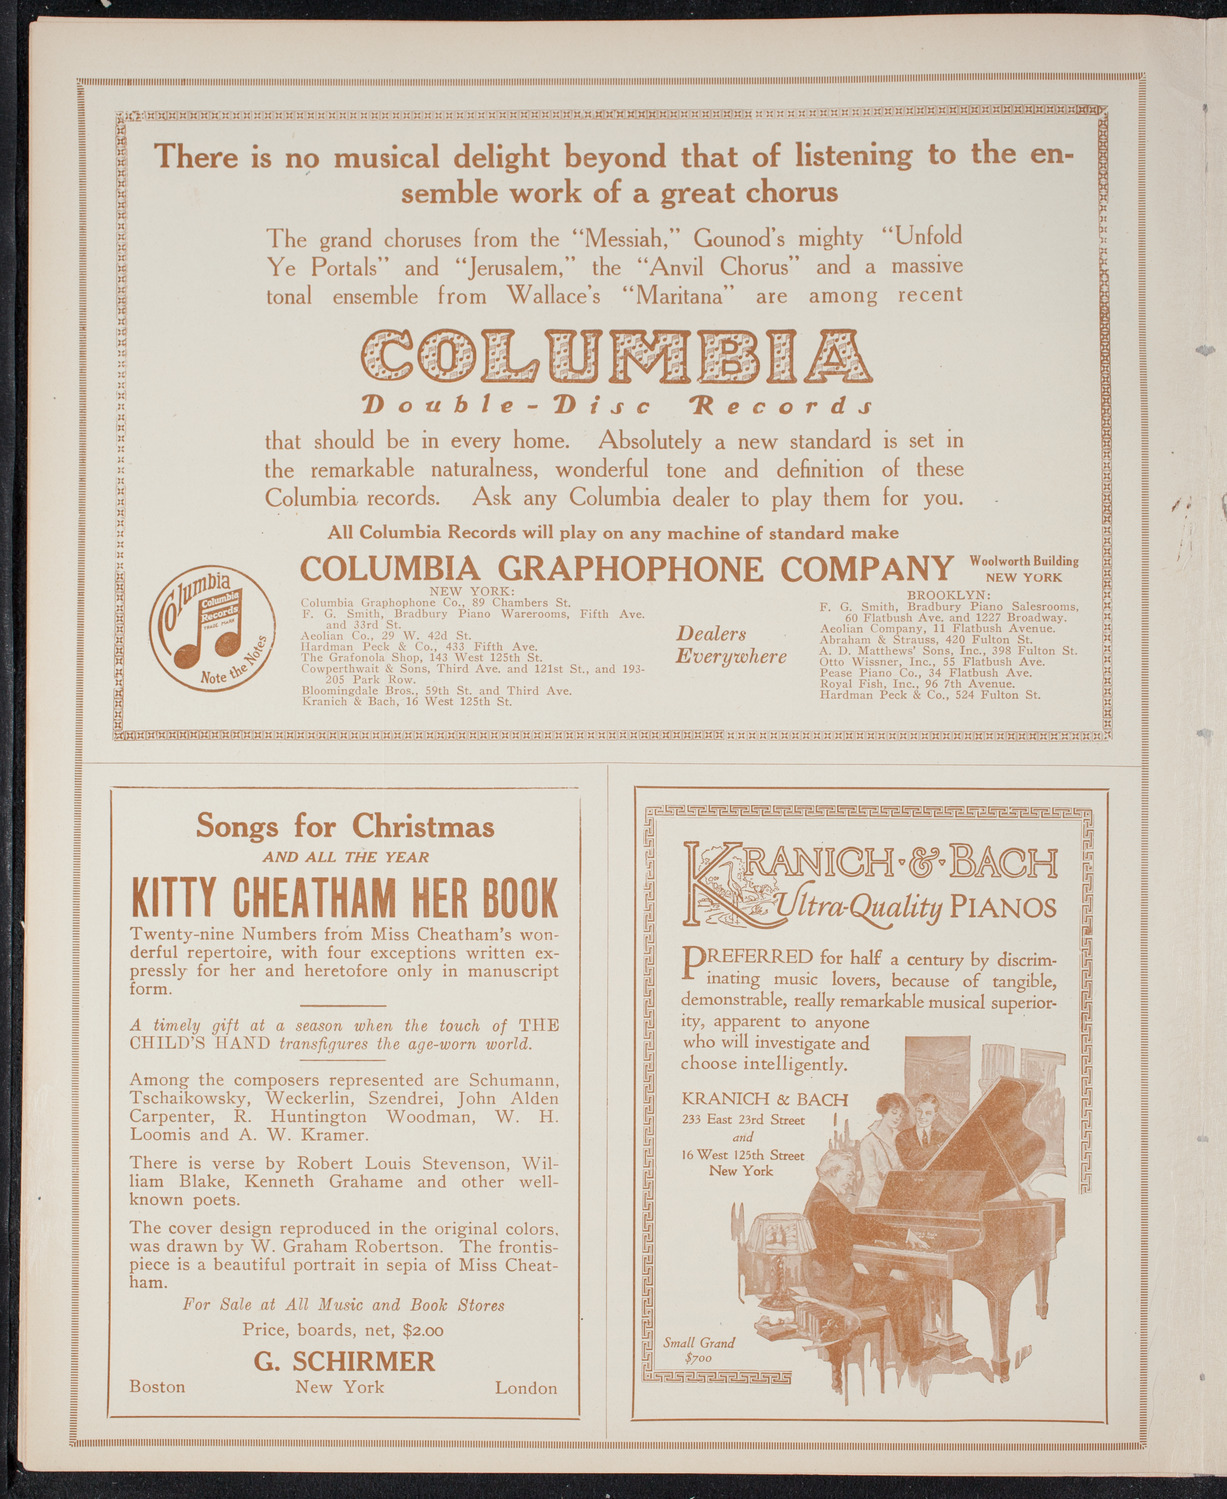 There is no musical delight beyond that of listening to the en-
semble work of a great chorus
The grand choruses from the “Messiah,” Gounod’s mighty “Unfold
Ye Portals” and “Jerusalem,” the “Anvil Chorus” and a massive
tonal ensemble from Wallace’s “Maritana” are among recent
COLUMBIA
Double-Disc Records
that should be in every home. Absolutely a new standard is set in
the remarkable naturalness, wonderful tone and definition of these
Columbia records. Ask any Columbia dealer to play them for you.
All Columbia Records will play on any machine of standard make
COLUMBIA GRAPHOPHONE COMPANY
Woolworth Building
NEW YORK
Columbia
Columbia
Records
TRADE MARK
Note the Notes
NEW YORK:
Columbia Graphophone Co., 89 Chambers St.
F. G. Smith, Bradbury Piano Warerooms, Fifth Ave.
and 33rd St.
Aeolian Co., 29 W. 42d St.
Hardman Peck & Co., 433 Fifth Ave.
The Grafonola Shop, 143 West 125th St.
Cowperthwait & Sons, Third Ave. and 121st St., and 193-
205 Park Row.
Bloomingdale Bros., 59th St. and Third Ave.
Kranich & Bach, 16 West 125th St.
Dealers
Everywhere
BROOKLYN:
F. G. Smith, Bradbury Piano Salesrooms,
60 Flatbush Ave. and 1227 Broadway.
Aeolian Company, 11 Flatbush Avenue.
Abraham & Strauss, 420 Fulton St.
A. D. Matthews’ Sons, Inc., 398 Fulton St.
Otto Wissner, Inc., 55 Flatbush Ave.
Pease Piano Co., 34 Flatbush Ave.
Royal Fish, Inc., 96 7th Avenue.
Hardman Peck & Co., 524 Fulton St.
Songs for Christmas
AND ALL THE YEAR
KITTY CHEATHAM HER BOOK
Twenty-nine Numbers from Miss Cheatham’s won-
derful repertoire, with four exceptions written ex-
pressly for her and heretofore only in manuscript
form.
A timely gift at a season when the touch of THE
CHILD’S HAND transfigures the age-worn world.
Among the composers represented are Schumann,
Tschaikowsky, Weckerlin, Szendrei, John Alden
Carpenter, R. Huntington Woodman, W. H.
Loomis and A. W. Kramer.
There is verse by Robert Louis Stevenson, Wil-
liam Blake, Kenneth Grahame and other well-
known poets.
The cover design reproduced in the original colors,
was drawn by W. Graham Robertson. The frontis-
piece is a beautiful portrait in sepia of Miss Cheat-
ham.
For Sale at All Music and Book Stores
Price, boards, net, $2.00
G. SCHIRMER
Boston New York London
KRANICH & BACH
Ultra-Quality PIANOS
PREFERRED for half a century by discrim-
inating music lovers, because of tangible,
demonstrable, really remarkable musical superior-
ity, apparent to anyone
who will investigate and
choose intelligently.
KRANICH & BACH
233 East 23rd Street
and
16 West 125th Street
New York
Small Grand
$700